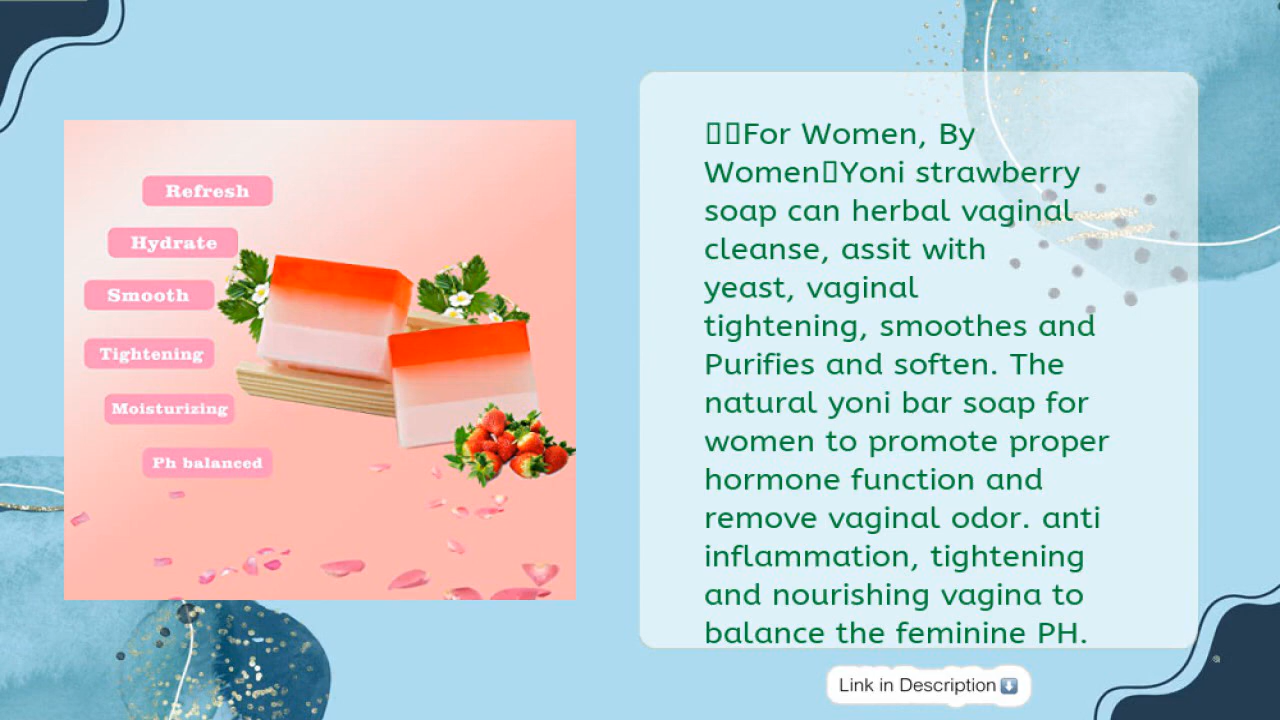 Refresh
Hydrate
Smooth
Tightening
Moisturizing
Ph balanced
▯▯For Women, By
Women▯Yoni strawberry
soap can herbal vaginal
cleanse, assit with
yeast, vaginal
tightening, smoothes and
Purifies and soften. The
natural yoni bar soap for
women to promote proper
hormone function and
remove vaginal odor. anti
inflammation, tightening
and nourishing vagina to
balance the feminine PH.
Link in Description⬇️